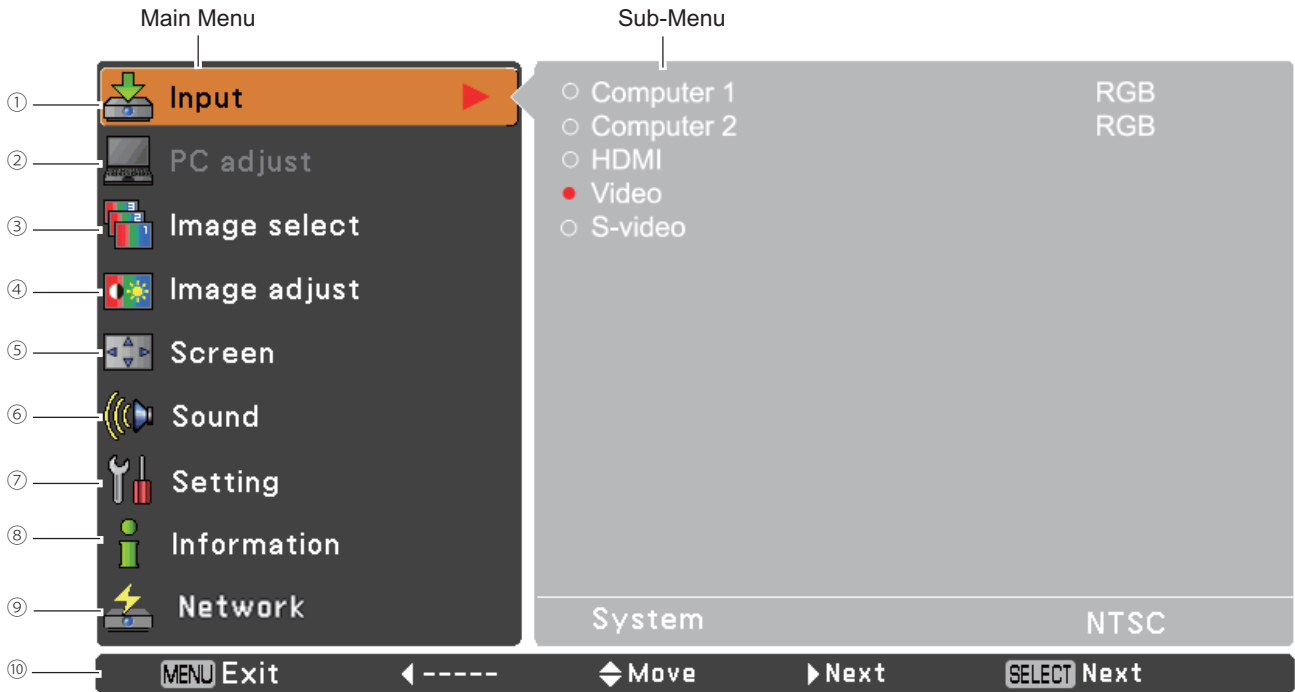 Main Menu
Sub-Menu
① Input
② PC adjust
③ Image select
④ Image adjust
⑤ Screen
⑥ Sound
⑦ Setting
⑧ Information
⑨ Network
Computer 1 RGB
Computer 2 RGB
HDMI
Video
S-video
System NTSC
⑩ MENU Exit ----- Move Next SELECT Next